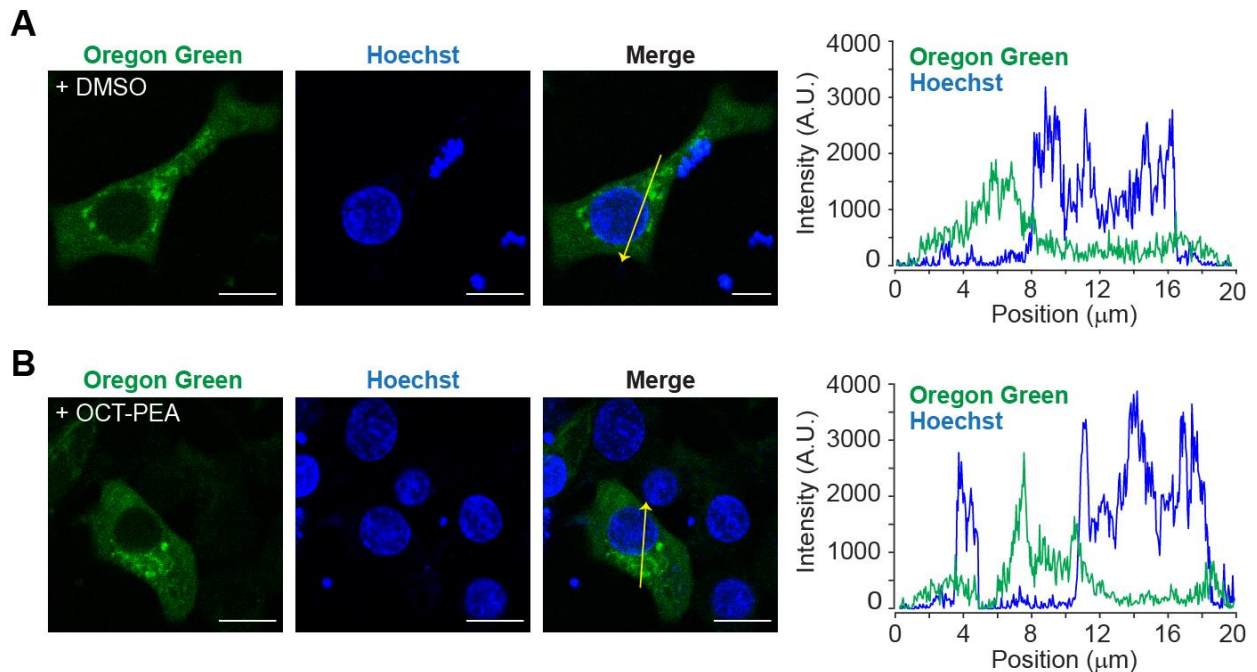 A
Oregon Green
Hoechst
Merge
+ DMSO
Oregon Green
Hoechst
Intensity (A.U.)
4000
3000
2000
1000
0
0 4 8 12 16 20
Position (μm)
B
Oregon Green
Hoechst
Merge
+ OCT-PEA
Oregon Green
Hoechst
Intensity (A.U.)
4000
3000
2000
1000
0
0 4 8 12 16 20
Position (μm)